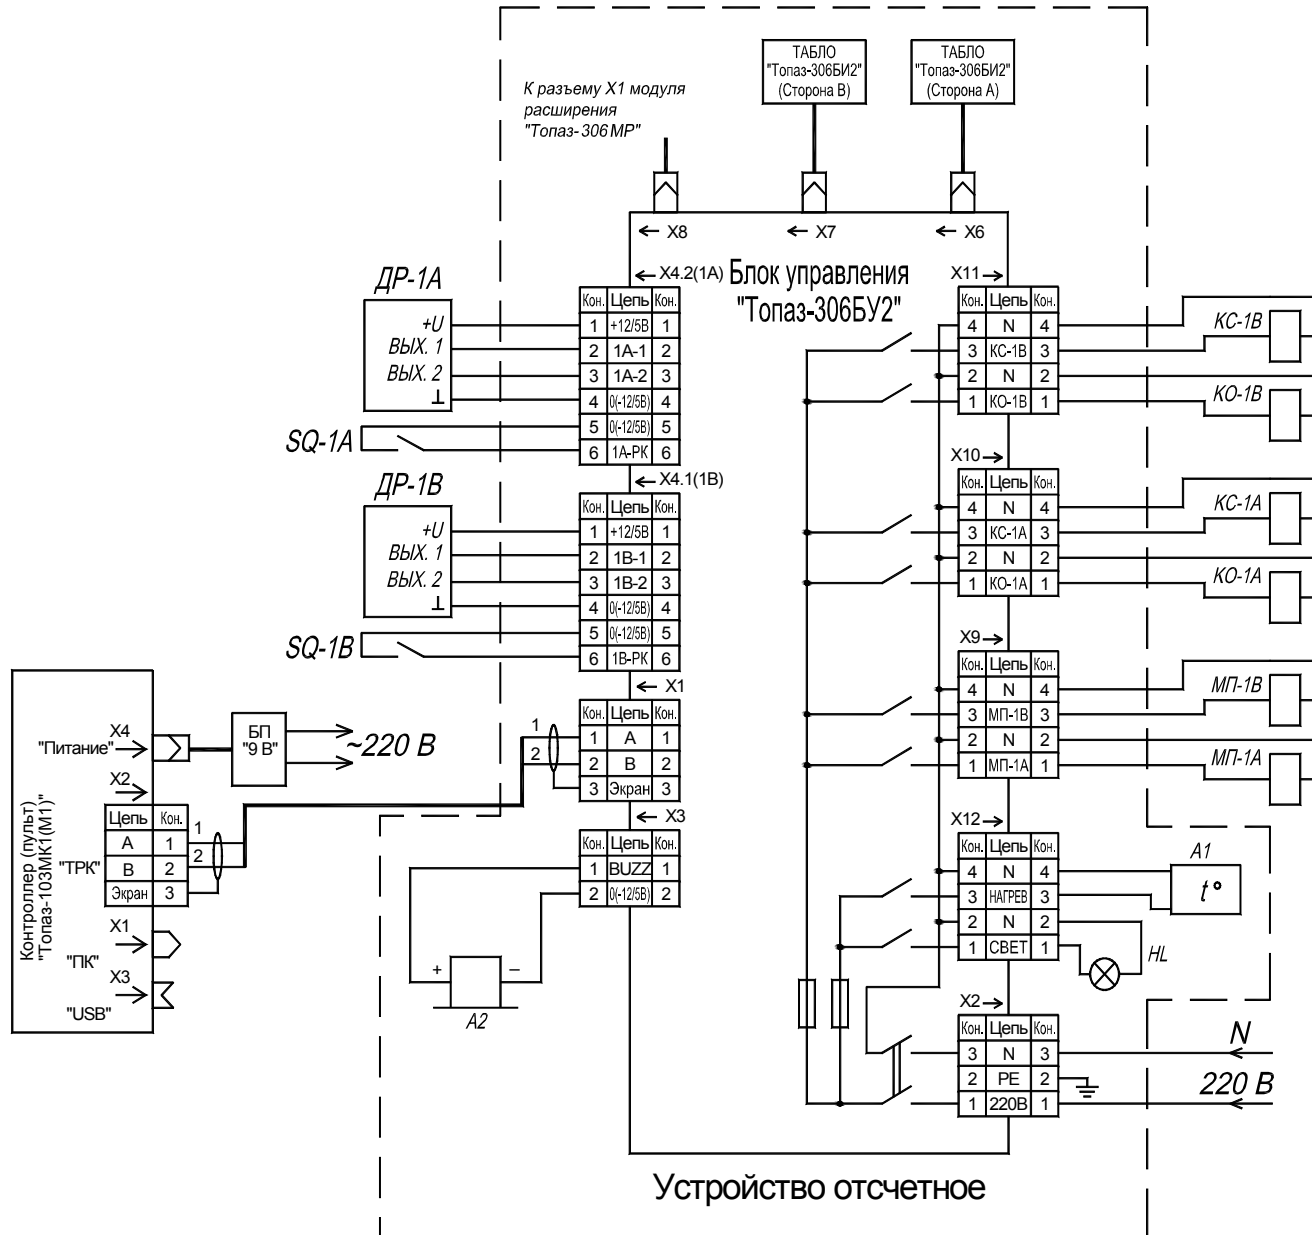 ТАБЛО
"Топаз-306БИ2"
(Сторона В)
ТАБЛО
"Топаз-306БИ2"
(Сторона А)
К разъему X1 модуля
расширения
"Топаз-306МР"
X8
X7
X6
Блок управления
"Топаз-306БУ2"
ДР-1А
+U
ВЫХ. 1
ВЫХ. 2
⊥
SQ-1A
X4.2(1А)
Кон. Цепь Кон.
1 +12/5В 1
2 1А-1 2
3 1А-2 3
4 0(-12/5В) 4
5 0(-12/5В) 5
6 1А-РК 6
ДР-1В
+U
ВЫХ. 1
ВЫХ. 2
⊥
SQ-1B
X4.1(1В)
Кон. Цепь Кон.
1 +12/5В 1
2 1В-1 2
3 1В-2 3
4 0(-12/5В) 4
5 0(-12/5В) 5
6 1В-РК 6
X1
Кон. Цепь Кон.
1 А 1
2 В 2
3 Экран 3
1
2
X3
Кон. Цепь Кон.
1 BUZZ 1
2 0(-12/5В) 2
+
–
A2
Контроллер (пульт)
"Топаз-103МК1(М1)"
X4
"Питание"
БП
"9 В"
~220 В
X2
"ТРК"
Цепь Кон.
А 1
В 2
Экран 3
1
2
X1
"ПК"
X3
"USB"
X11
Кон. Цепь Кон.
4 N 4
3 КС-1В 3
2 N 2
1 КО-1В 1
КС-1В
КО-1В
X10
Кон. Цепь Кон.
4 N 4
3 КС-1А 3
2 N 2
1 КО-1А 1
КС-1А
КО-1А
X9
Кон. Цепь Кон.
4 N 4
3 МП-1В 3
2 N 2
1 МП-1А 1
МП-1В
МП-1А
X12
Кон. Цепь Кон.
4 N 4
3 НАГРЕВ 3
2 N 2
1 СВЕТ 1
A1
t°
HL
X2
Кон. Цепь Кон.
3 N 3
2 PE 2
1 220В 1
N
220 В
Устройство отсчетное